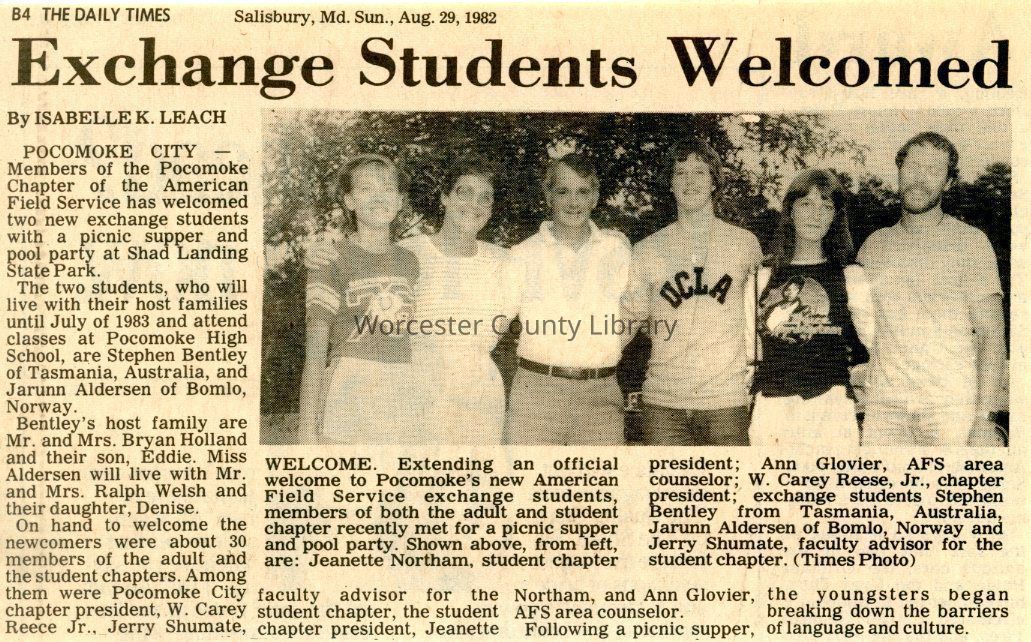 B4 THE DAILY TIMES
Salisbury, Md. Sun., Aug. 29, 1982
Exchange Students Welcomed
By ISABELLE K. LEACH
POCOMOKE CITY —
Members of the Pocomoke
Chapter of the American
Field Service has welcomed
two new exchange students
with a picnic supper and
pool party at Shad Landing
State Park.
The two students, who will
live with their host families
until July of 1983 and attend
classes at Pocomoke High
School, are Stephen Bentley
of Tasmania, Australia, and
Jarunn Aldersen of Bomlo,
Norway.
Bentley's host family are
Mr. and Mrs. Bryan Holland
and their son, Eddie. Miss
Aldersen will live with Mr.
and Mrs. Ralph Welsh and
their daughter, Denise.
On hand to welcome the
newcomers were about 30
members of the adult and
the student chapters. Among
them were Pocomoke City
chapter president, W. Carey
Reese Jr., Jerry Shumate,
UCLA
Worcester County Library
WELCOME. Extending an official
welcome to Pocomoke's new American
Field Service exchange students,
members of both the adult and student
chapter recently met for a picnic supper
and pool party. Shown above, from left,
are: Jeanette Northam, student chapter
president; Ann Glovier, AFS area
counselor; W. Carey Reese, Jr., chapter
president; exchange students Stephen
Bentley from Tasmania, Australia,
Jarunn Aldersen of Bomlo, Norway and
Jerry Shumate, faculty advisor for the
student chapter. (Times Photo)
faculty advisor for the
student chapter, the student
chapter president, Jeanette
Northam, and Ann Glovier,
AFS area counselor.
Following a picnic supper,
the youngsters began
breaking down the barriers
of language and culture.